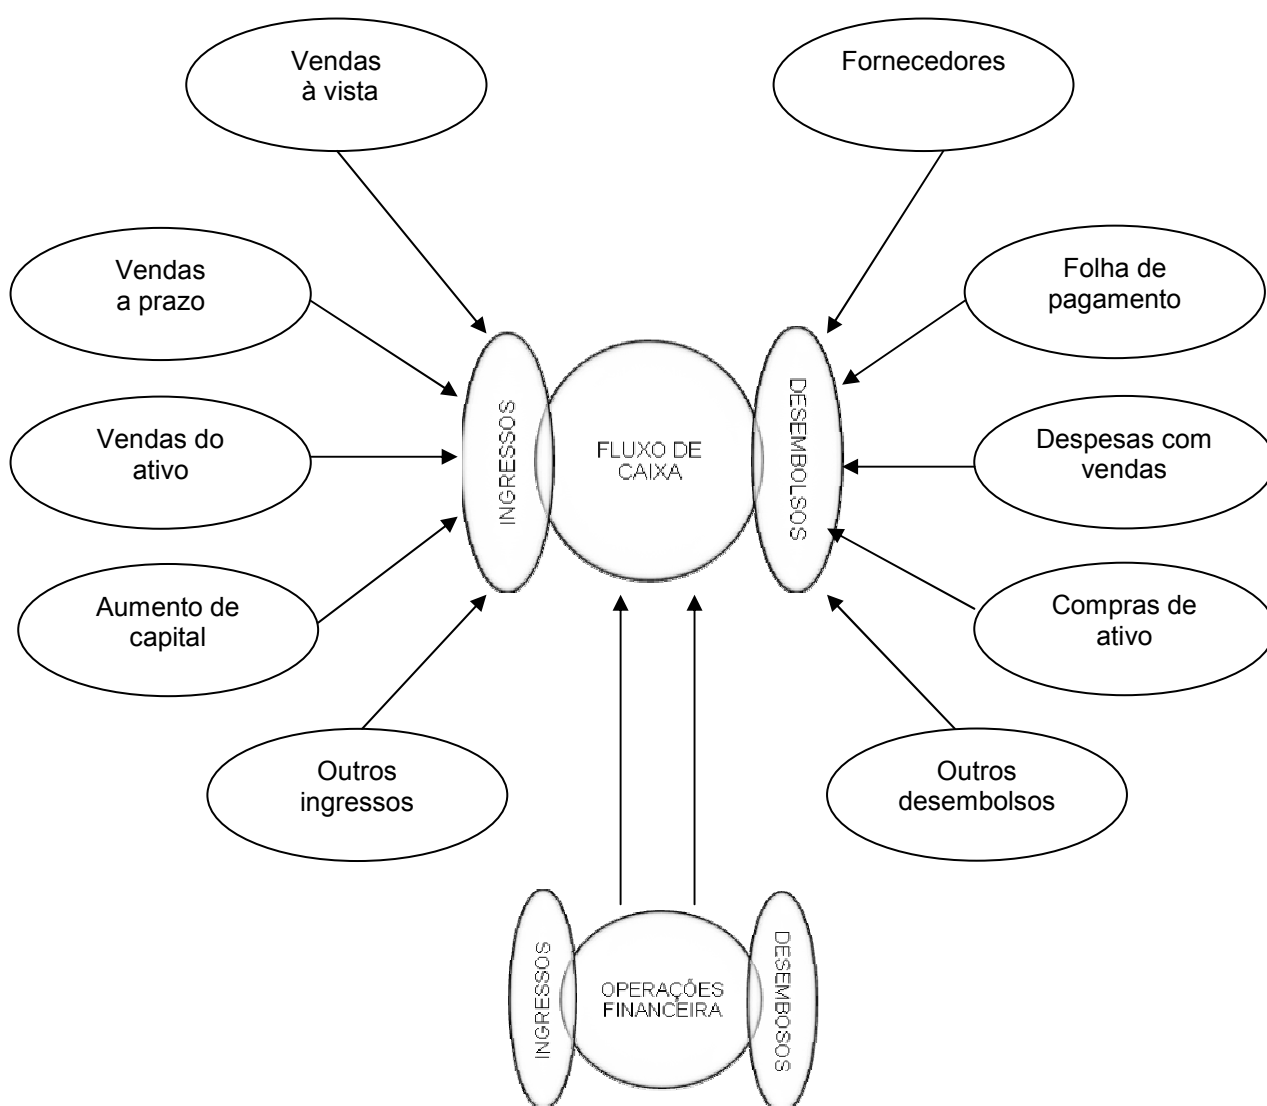 Vendas
à vista
Fornecedores
Vendas
a prazo
Folha de
pagamento
Vendas do
ativo
INGRESSOS
FLUXO DE
CAIXA
DESEMBOLSOS
Despesas com
vendas
Aumento de
capital
Compras de
ativo
Outros
ingressos
Outros
desembolsos
INGRESSOS
OPERAÇÕES
FINANCEIRA
DESEMBOSOS